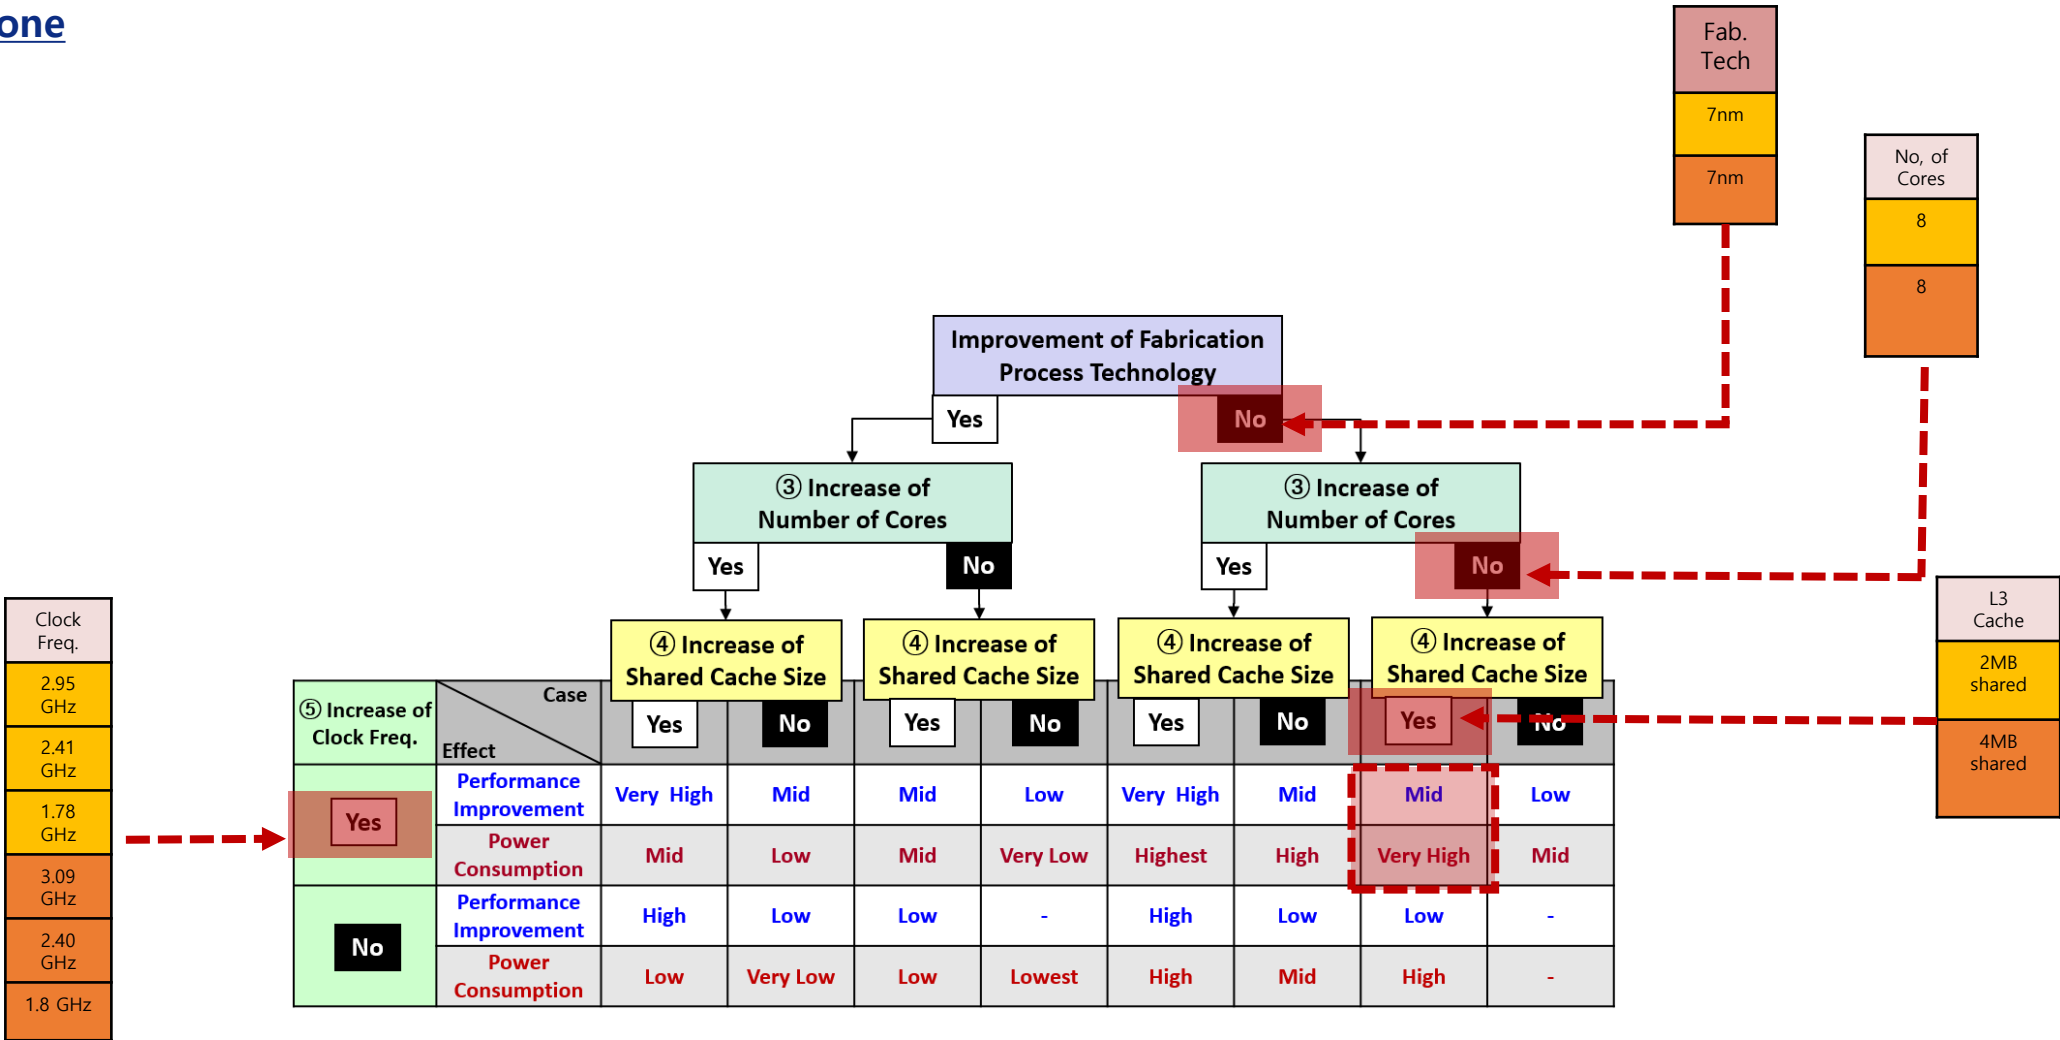 one
Fab.
Tech
7nm
7nm
No, of
Cores
8
8
Improvement of Fabrication
Process Technology
Yes
No
③ Increase of
Number of Cores
③ Increase of
Number of Cores
Yes
No
Yes
No
L3
Cache
2MB
shared
4MB
shared
Clock
Freq.
2.95
GHz
2.41
GHz
1.78
GHz
3.09
GHz
2.40
GHz
1.8 GHz
④ Increase of
Shared Cache Size
④ Increase of
Shared Cache Size
④ Increase of
Shared Cache Size
④ Increase of
Shared Cache Size
⑤ Increase of
Clock Freq.
Case
Effect
Yes
No
Yes
No
Yes
No
Yes
No
Yes
Performance
Improvement
Very High
Mid
Mid
Low
Very High
Mid
Mid
Low
Power
Consumption
Mid
Low
Mid
Very Low
Highest
High
Very High
Mid
No
Performance
Improvement
High
Low
Low
-
High
Low
Low
-
Power
Consumption
Low
Very Low
Low
Lowest
High
Mid
High
-